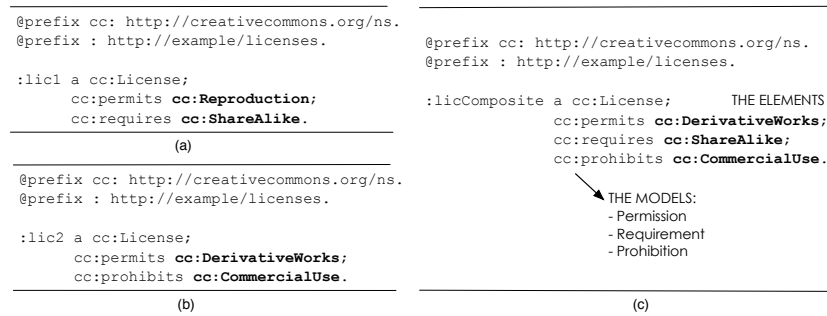 @prefix cc: http://creativecommons.org/ns.
@prefix : http://example/licenses.
:lic1 a cc:License;
cc:permits cc:Reproduction;
cc:requires cc:ShareAlike.
(a)
@prefix cc: http://creativecommons.org/ns.
@prefix : http://example/licenses.
:lic2 a cc:License;
cc:permits cc:DerivativeWorks;
cc:prohibits cc:CommercialUse.
(b)
@prefix cc: http://creativecommons.org/ns.
@prefix : http://example/licenses.
:licComposite a cc:License; THE ELEMENTS
cc:permits cc:DerivativeWorks;
cc:requires cc:ShareAlike;
cc:prohibits cc:CommercialUse.
THE MODELS:
- Permission
- Requirement
- Prohibition
(c)